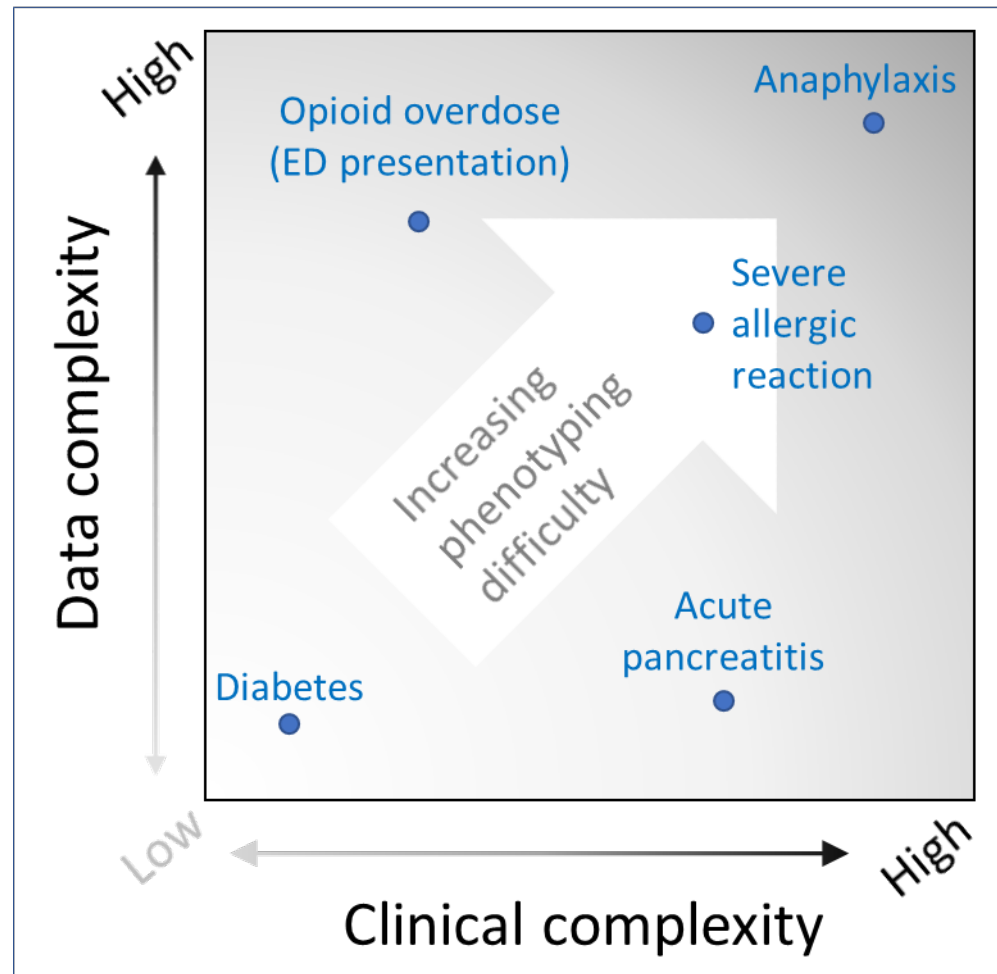 High
Data complexity
Low
Opioid overdose
(ED presentation)
Anaphylaxis
Severe
allergic
reaction
Increasing
phenotyping
difficulty
Acute
pancreatitis
Diabetes
High
Clinical complexity